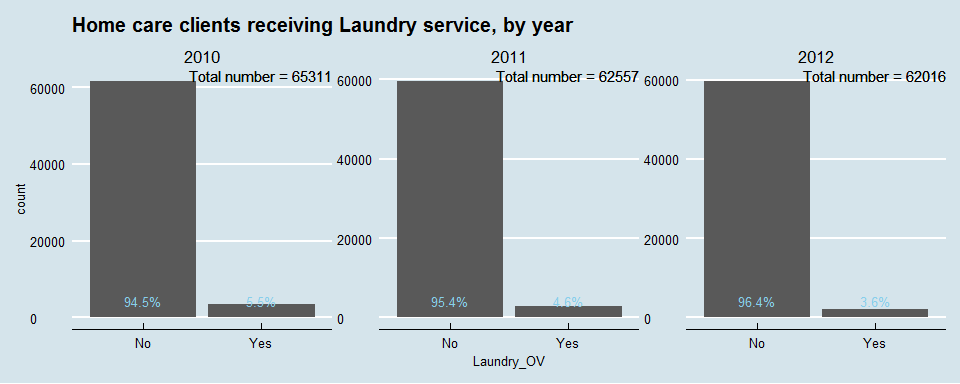 Home care clients receiving Laundry service, by year
2010
Total number = 65311
count
60000
40000
20000
0
94.5%
5.5%
No
Yes
2011
Total number = 62557
60000
40000
20000
0
95.4%
4.6%
No
Yes
2012
Total number = 62016
60000
40000
20000
0
96.4%
3.6%
No
Yes
Laundry_OV